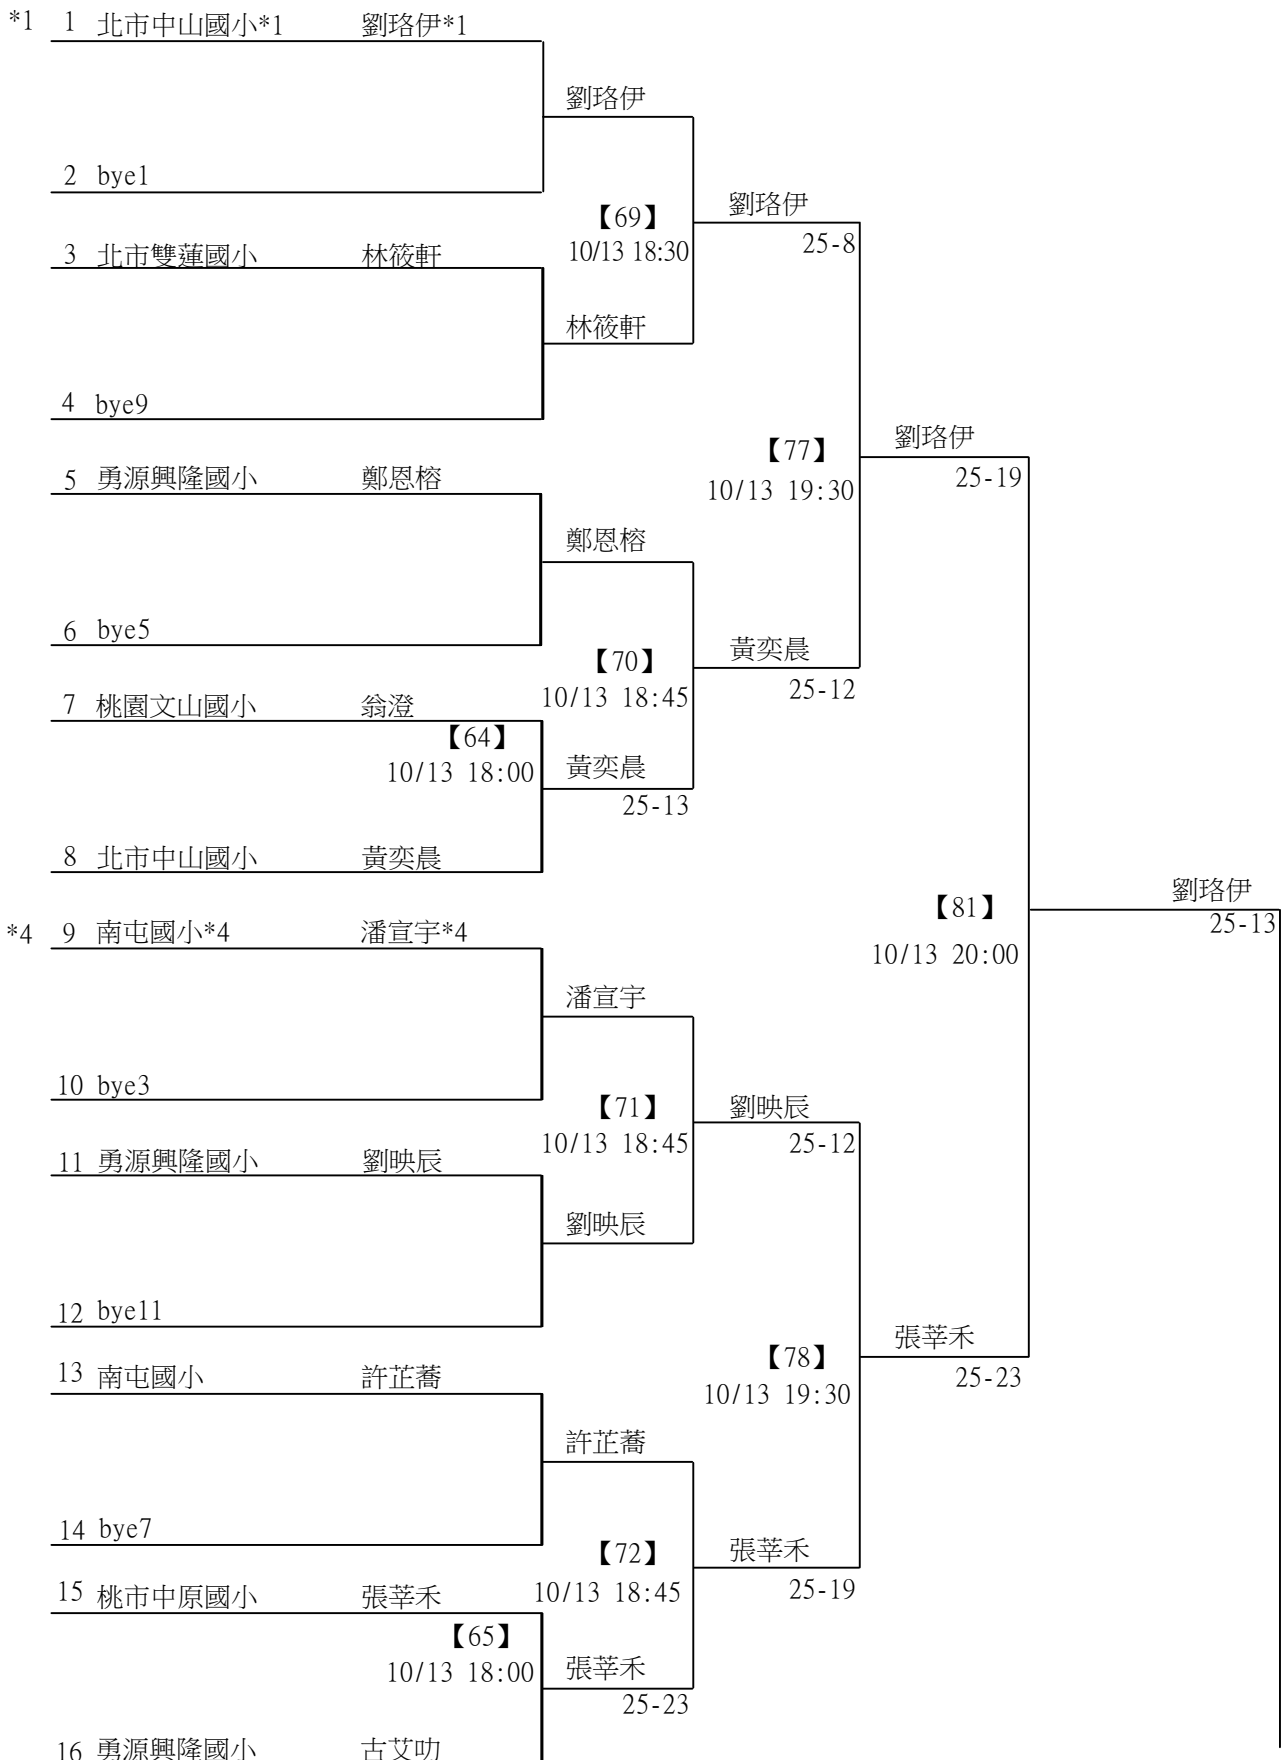 *1 1 北市中山國小*1 劉珞伊*1
劉珞伊
2 bye1
【69】
10/13 18:30
劉珞伊
25-8
3 北市雙蓮國小 林筱軒
林筱軒
4 bye9
【77】
10/13 19:30
劉珞伊
25-19
5 勇源興隆國小 鄭恩榕
鄭恩榕
6 bye5
【70】
10/13 18:45
黃奕晨
25-12
7 桃園文山國小 翁澄
【64】
10/13 18:00
黃奕晨
25-13
8 北市中山國小 黃奕晨
【81】
10/13 20:00
劉珞伊
25-13
*4 9 南屯國小*4 潘宣宇*4
潘宣宇
10 bye3
【71】
10/13 18:45
劉映辰
25-12
11 勇源興隆國小 劉映辰
劉映辰
12 bye11
【78】
10/13 19:30
張莘禾
25-23
13 南屯國小 許芷蕎
許芷蕎
14 bye7
【72】
10/13 18:45
張莘禾
25-19
15 桃市中原國小 張莘禾
【65】
10/13 18:00
張莘禾
25-23
16 勇源興隆國小 古艾叻